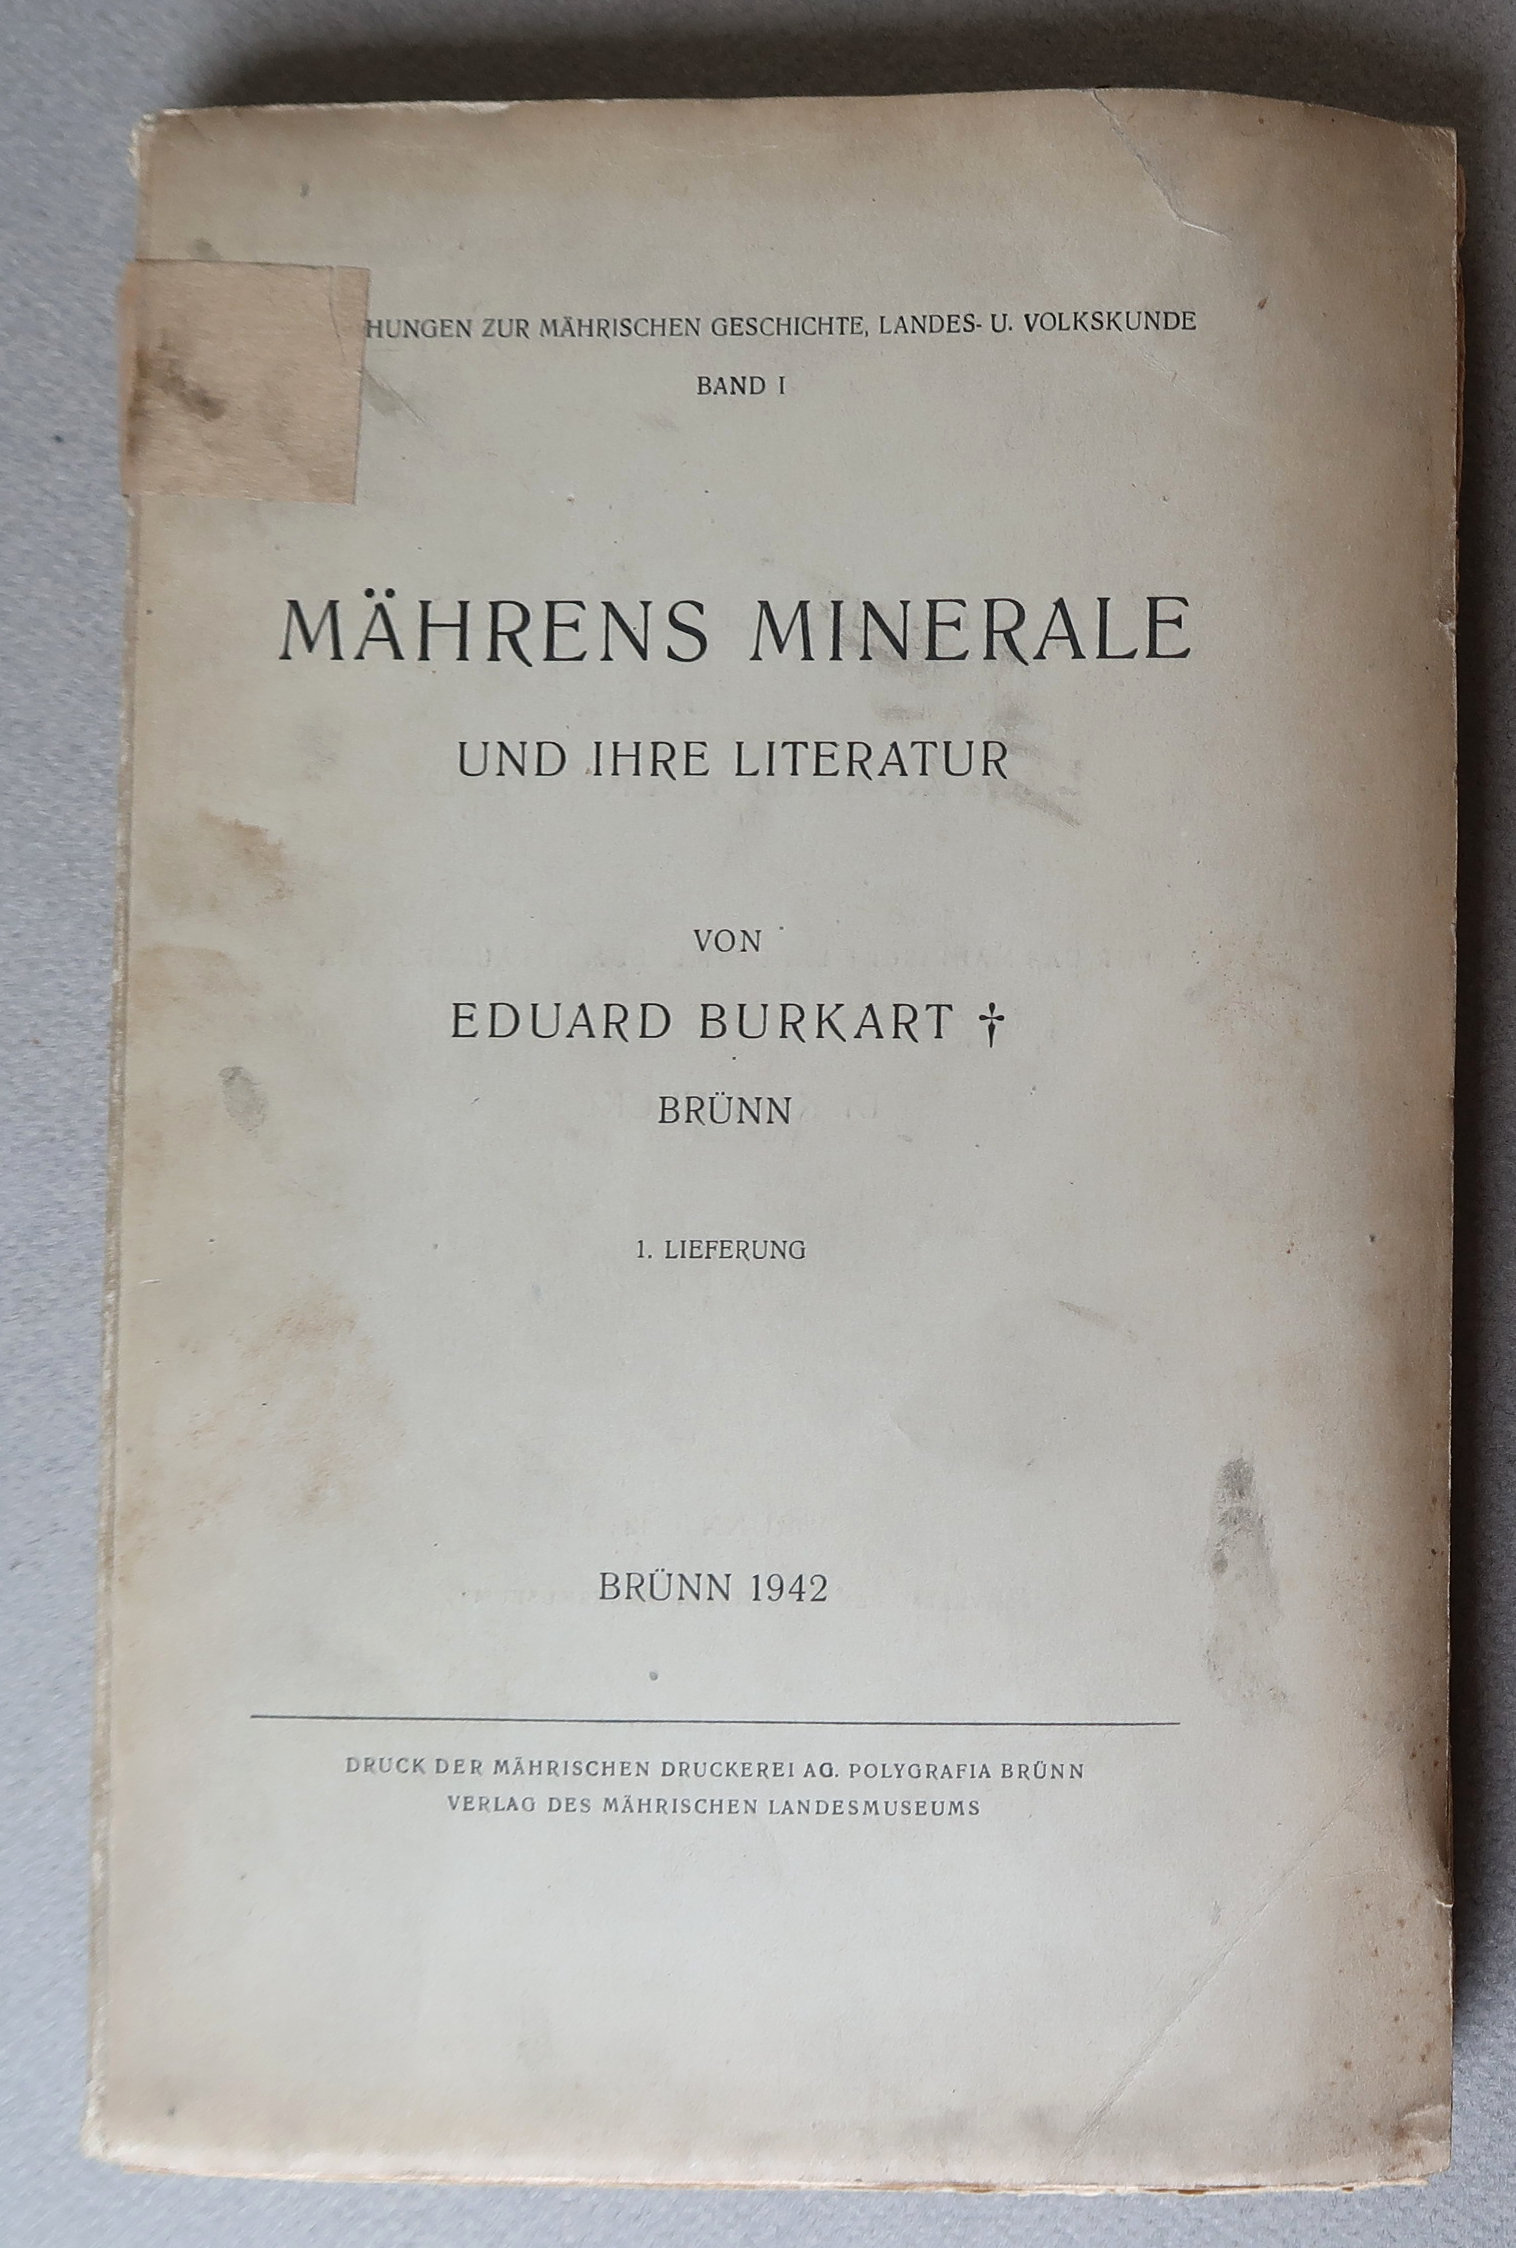 HUNGEN ZUR MÄHRISCHEN GESCHICHTE, LANDES- U. VOLKSKUNDE
BAND I
MÄHRENS MINERALE
UND IHRE LITERATUR
VON
EDUARD BURKART †
BRÜNN
1. LIEFERUNG
BRÜNN 1942
DRUCK DER MÄHRISCHEN DRUCKEREI AG. POLYGRAFIA BRÜNN
VERLAG DES MÄHRISCHEN LANDESMUSEUMS